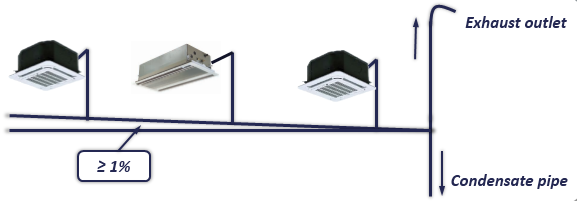 Exhaust outlet
≥ 1%
Condensate pipe